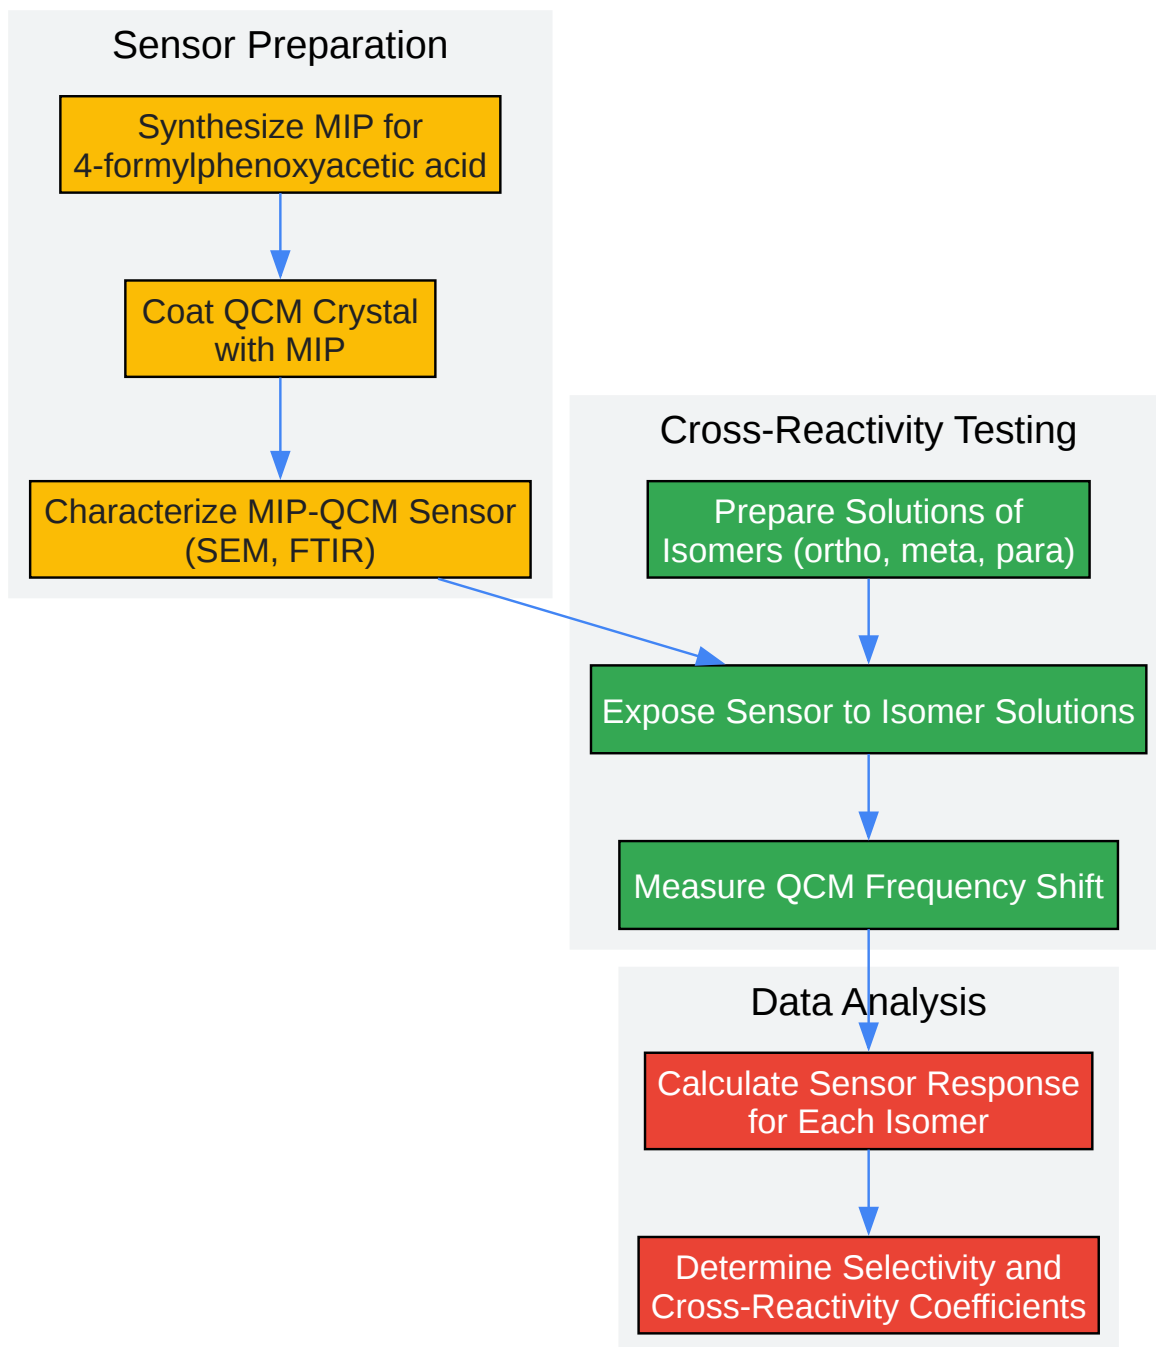 Sensor Preparation
Synthesize MIP for
4-formylphenoxyacetic acid
Coat QCM Crystal
with MIP
Characterize MIP-QCM Sensor
(SEM, FTIR)
Cross-Reactivity Testing
Prepare Solutions of
Isomers (ortho, meta, para)
Expose Sensor to Isomer Solutions
Measure QCM Frequency Shift
Data Analysis
Calculate Sensor Response
for Each Isomer
Determine Selectivity and
Cross-Reactivity Coefficients